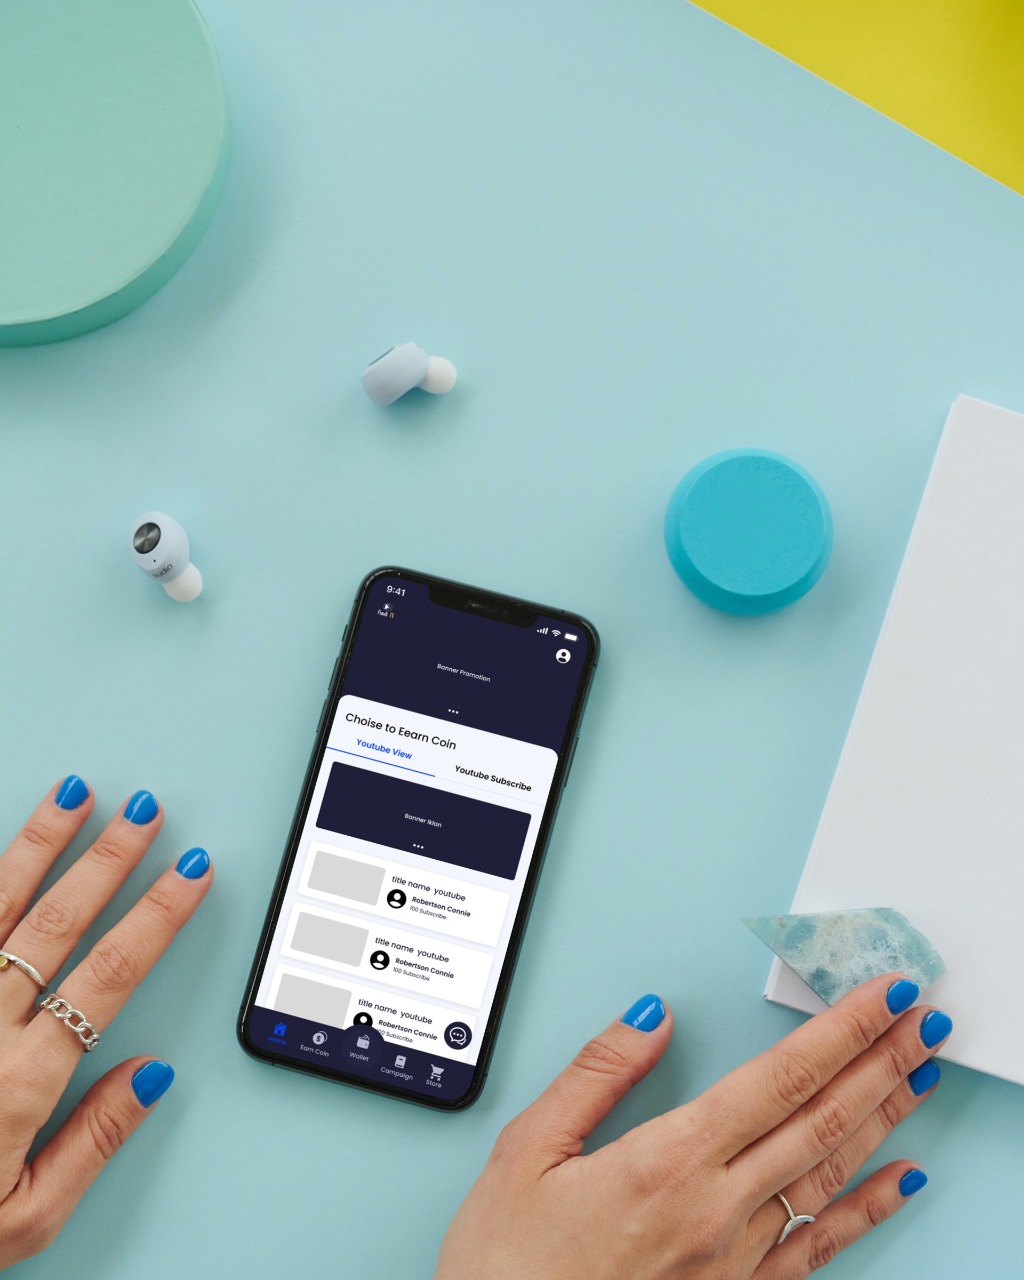 9:41
Banner Promotion
Choise to Eearn Coin
Youtube View
Youtube Subscribe
Banner Iklan
title name youtube
Robertson Connie
100 Subscribe
title name youtube
Robertson Connie
100 Subscribe
title name youtube
Robertson Connie
Subscribe
Home
Earn Coin
Wallet
Campaign
Store